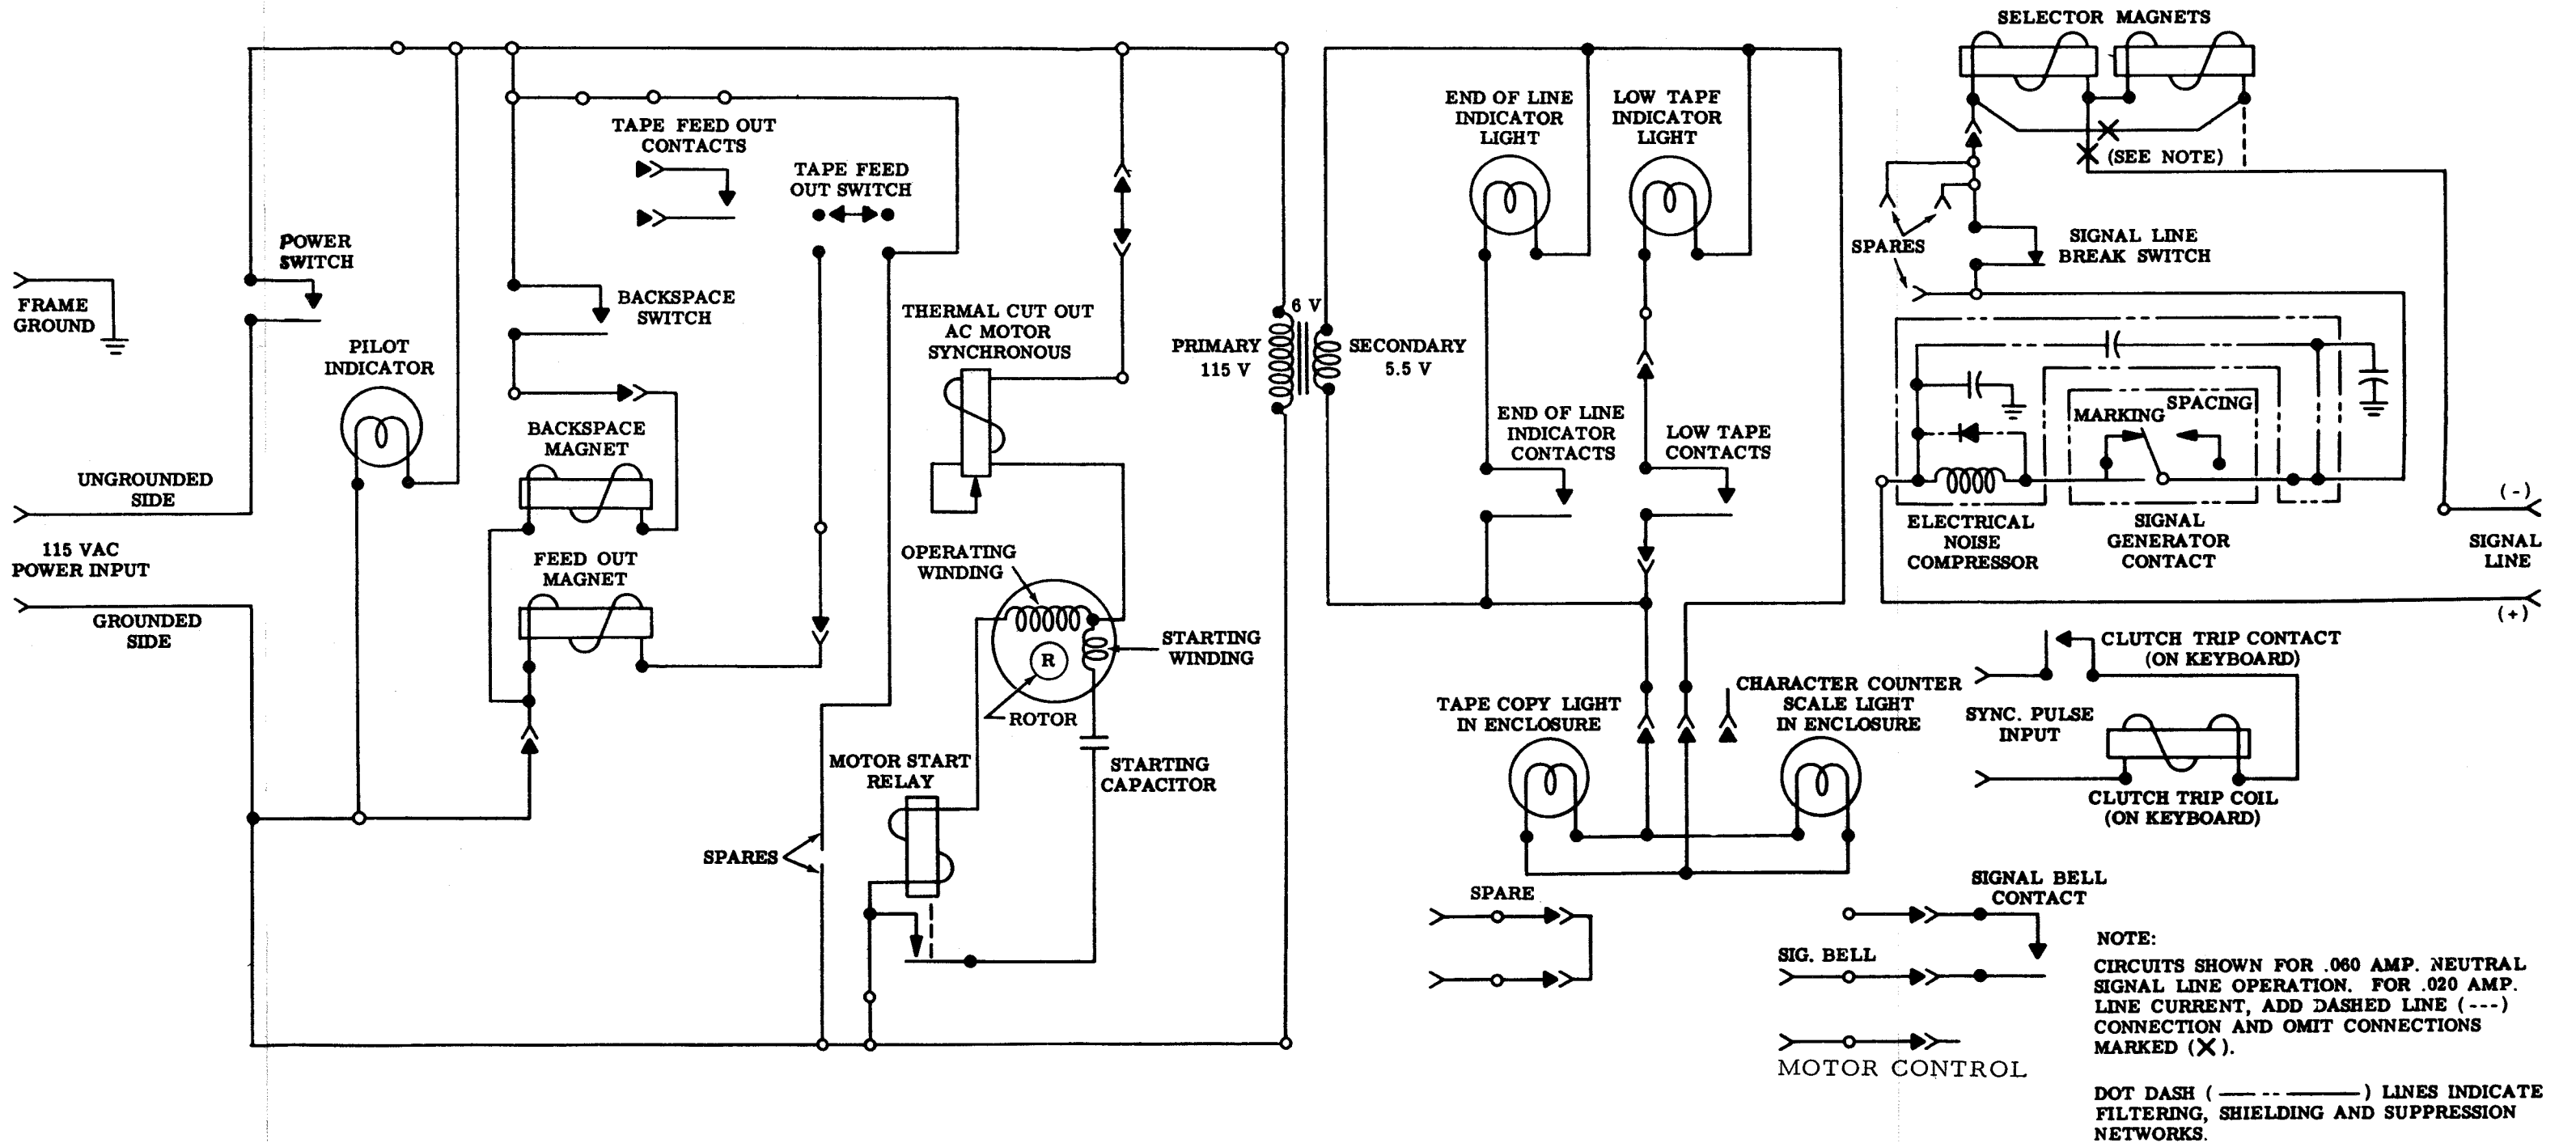 SELECTOR MAGNETS
(SEE NOTE)
SPARES
SIGNAL LINE
BREAK SWITCH
END OF LINE
INDICATOR
LIGHT
LOW TAPE
INDICATOR
LIGHT
TAPE FEED OUT
CONTACTS
TAPE FEED
OUT SWITCH
POWER
SWITCH
FRAME
GROUND
BACKSPACE
SWITCH
PILOT
INDICATOR
THERMAL CUT OUT
AC MOTOR
SYNCHRONOUS
6 V
PRIMARY
115 V
SECONDARY
5.5 V
END OF LINE
INDICATOR
CONTACTS
LOW TAPE
CONTACTS
MARKING
SPACING
BACKSPACE
MAGNET
UNGROUNDED
SIDE
115 VAC
POWER INPUT
GROUNDED
SIDE
FEED OUT
MAGNET
OPERATING
WINDING
STARTING
WINDING
R
ROTOR
ELECTRICAL
NOISE
COMPRESSOR
SIGNAL
GENERATOR
CONTACT
(-)
SIGNAL
LINE
(+)
CLUTCH TRIP CONTACT
(ON KEYBOARD)
SYNC. PULSE
INPUT
CLUTCH TRIP COIL
(ON KEYBOARD)
TAPE COPY LIGHT
IN ENCLOSURE
CHARACTER COUNTER
SCALE LIGHT
IN ENCLOSURE
MOTOR START
RELAY
STARTING
CAPACITOR
SPARES
SPARE
SIGNAL BELL
CONTACT
SIG. BELL
MOTOR CONTROL
NOTE:
CIRCUITS SHOWN FOR .060 AMP. NEUTRAL
SIGNAL LINE OPERATION. FOR .020 AMP.
LINE CURRENT, ADD DASHED LINE (---)
CONNECTION AND OMIT CONNECTIONS
MARKED (X).
DOT DASH ( — -- — ) LINES INDICATE
FILTERING, SHIELDING AND SUPPRESSION
NETWORKS.